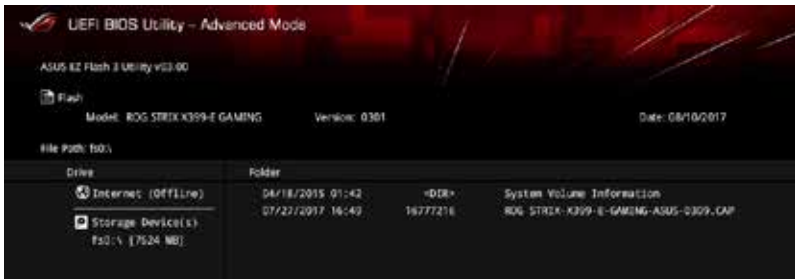 UEFI BIOS Utility – Advanced Mode
ASUS EZ Flash 3 Utility v03.00
Flash
Model: ROG STRIX X399-E GAMING Version: 0301 Date: 08/10/2017
File Path: fs0:\
Drive Folder
Internet (Offline) 04/18/2015 01:42 <DIR> System Volume Information
07/27/2017 16:49 16777216 ROG-STRIX-X399-E-GAMING-ASUS-0309.CAP
Storage Device(s)
fs0:\ [7524 MB]